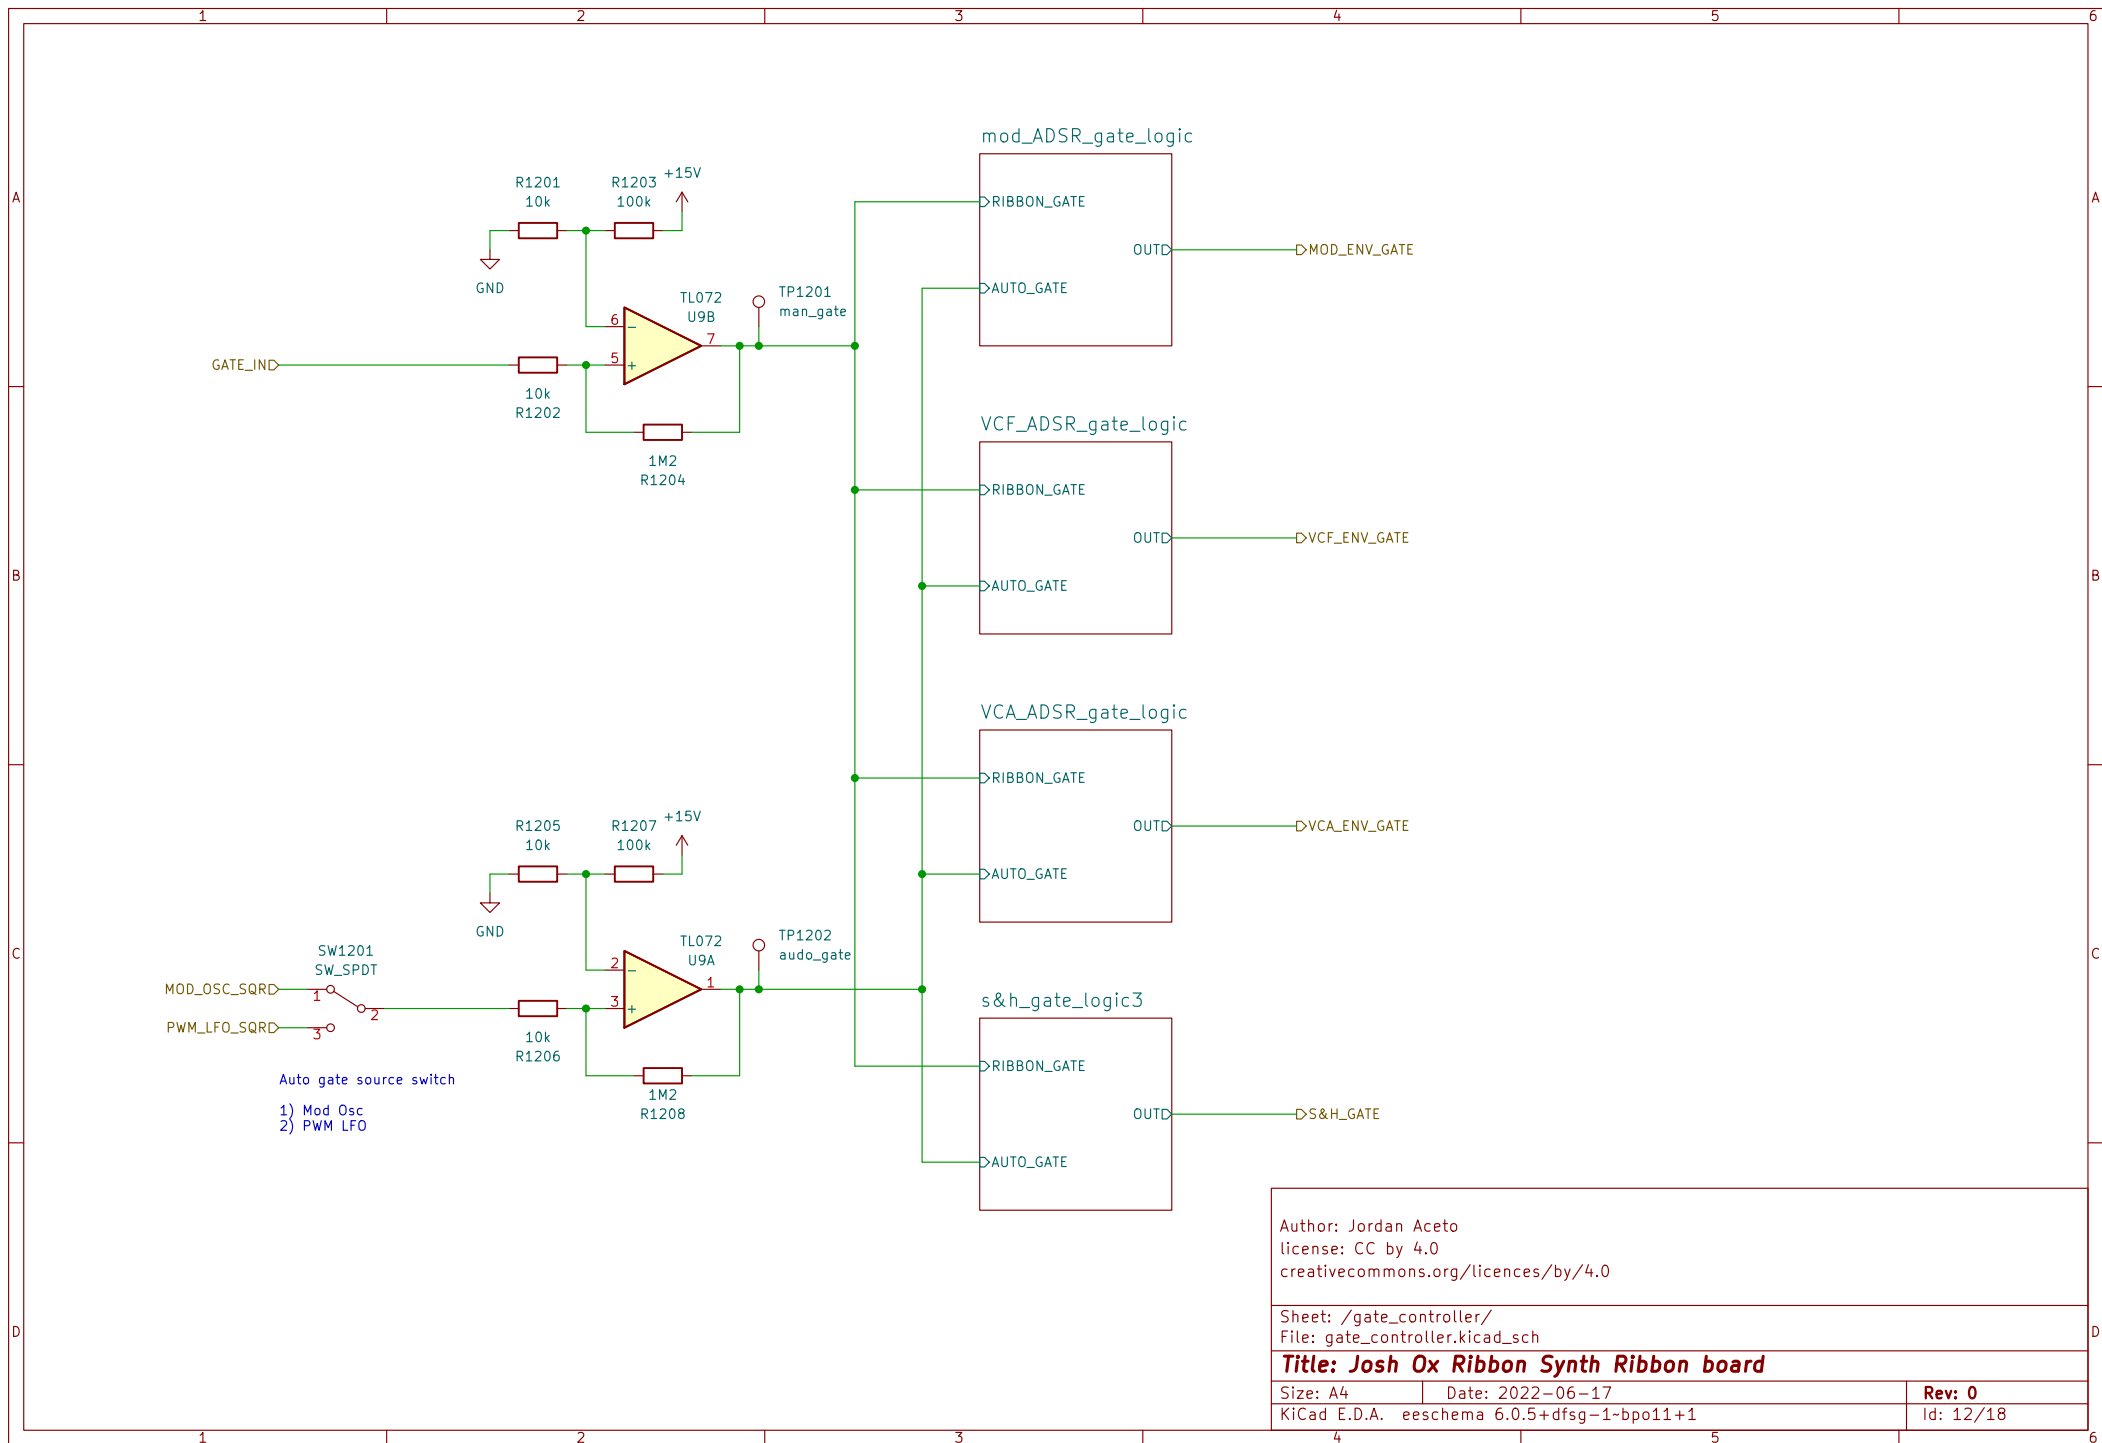 1 2 3 4 5 6
A A
B B
C C
D D
mod_ADSR_gate_logic
RIBBON_GATE
OUT
AUTO_GATE
MOD_ENV_GATE
R1201
10k
R1203
100k
+15V
GND
TL072
U9B
6
5
7
-
+
TP1201
man_gate
GATE_IN
10k
R1202
1M2
R1204
VCF_ADSR_gate_logic
RIBBON_GATE
OUT
AUTO_GATE
VCF_ENV_GATE
VCA_ADSR_gate_logic
RIBBON_GATE
OUT
AUTO_GATE
VCA_ENV_GATE
R1205
10k
R1207
100k
+15V
GND
TL072
U9A
2
3
1
-
+
TP1202
audo_gate
SW1201
SW_SPDT
MOD_OSC_SQR
1
2
PWM_LFO_SQR
3
10k
R1206
1M2
R1208
Auto gate source switch
1) Mod Osc
2) PWM LFO
s&h_gate_logic3
RIBBON_GATE
OUT
AUTO_GATE
S&H_GATE
Author: Jordan Aceto
license: CC by 4.0
creativecommons.org/licences/by/4.0
Sheet: /gate_controller/
File: gate_controller.kicad_sch
Title: Josh Ox Ribbon Synth Ribbon board
Size: A4 Date: 2022-06-17 Rev: 0
KiCad E.D.A. eeschema 6.0.5+dfsg-1~bpo11+1 Id: 12/18
1 2 3 4 5 6